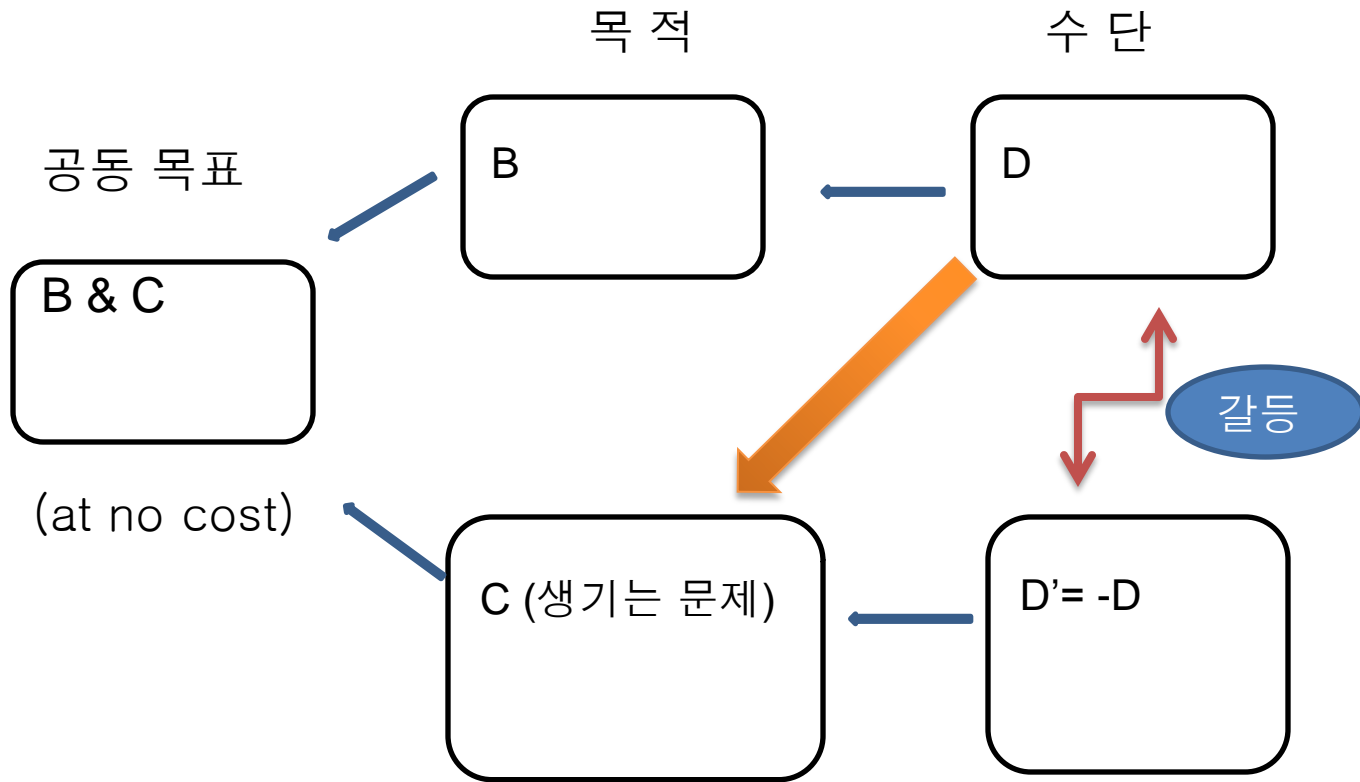 목 적
수 단
공동 목표
B
D
B & C
갈등
(at no cost)
C (생기는 문제)
D’= -D